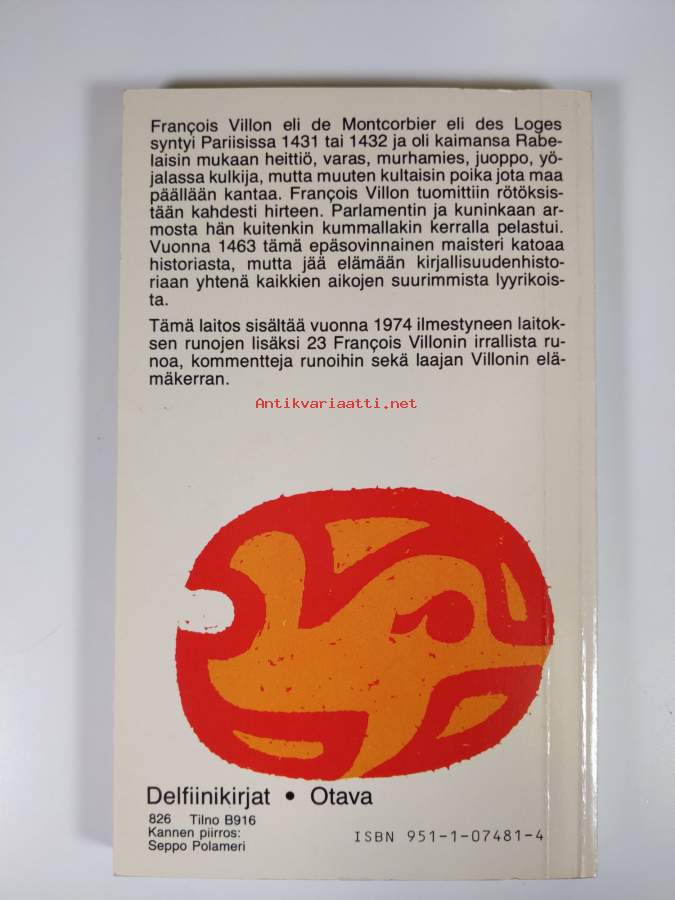 François Villon eli de Montcorbier eli des Loges
syntyi Pariisissa 1431 tai 1432 ja oli kaimansa Rabe-
laisin mukaan heittiö, varas, murhamies, juoppo, yö-
jalassa kulkija, mutta muuten kultaisin poika jota maa
päällään kantaa. François Villon tuomittiin rötöksis-
tään kahdesti hirteen. Parlamentin ja kuninkaan ar-
mosta hän kuitenkin kummallakin kerralla pelastui.
Vuonna 1463 tämä epäsovinnainen maisteri katoaa
historiasta, mutta jää elämään kirjallisuudenhisto-
riaan yhtenä kaikkien aikojen suurimmista lyyrikois-
ta.
Tämä laitos sisältää vuonna 1974 ilmestyneen laitok-
sen runojen lisäksi 23 François Villonin irrallista ru-
noa, kommentteja runoihin sekä laajan Villonin elä-
mäkerran.
Antikvariaatti.net
Delfiinikirjat • Otava
826 Tilno B916
Kannen piirros:
Seppo Polameri
ISBN 951-1-07481-4